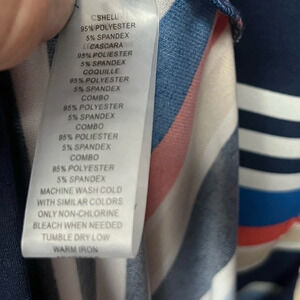 SHELL
95% POLYESTER
5% SPANDEX
CASCARA
95% POLYESTER
5% SPANDEX
COQUILLE
95% POLYESTER
5% SPANDEX
COMBO
95% POLYESTER
5% SPANDEX
COMBO
95% POLYESTER
5% SPANDEX
COMBO
95% POLYESTER
5% SPANDEX
MACHINE WASH COLD
WITH SIMILAR COLORS
ONLY NON-CHLORINE
BLEACH WHEN NEEDED
TUMBLE DRY LOW
WARM IRON